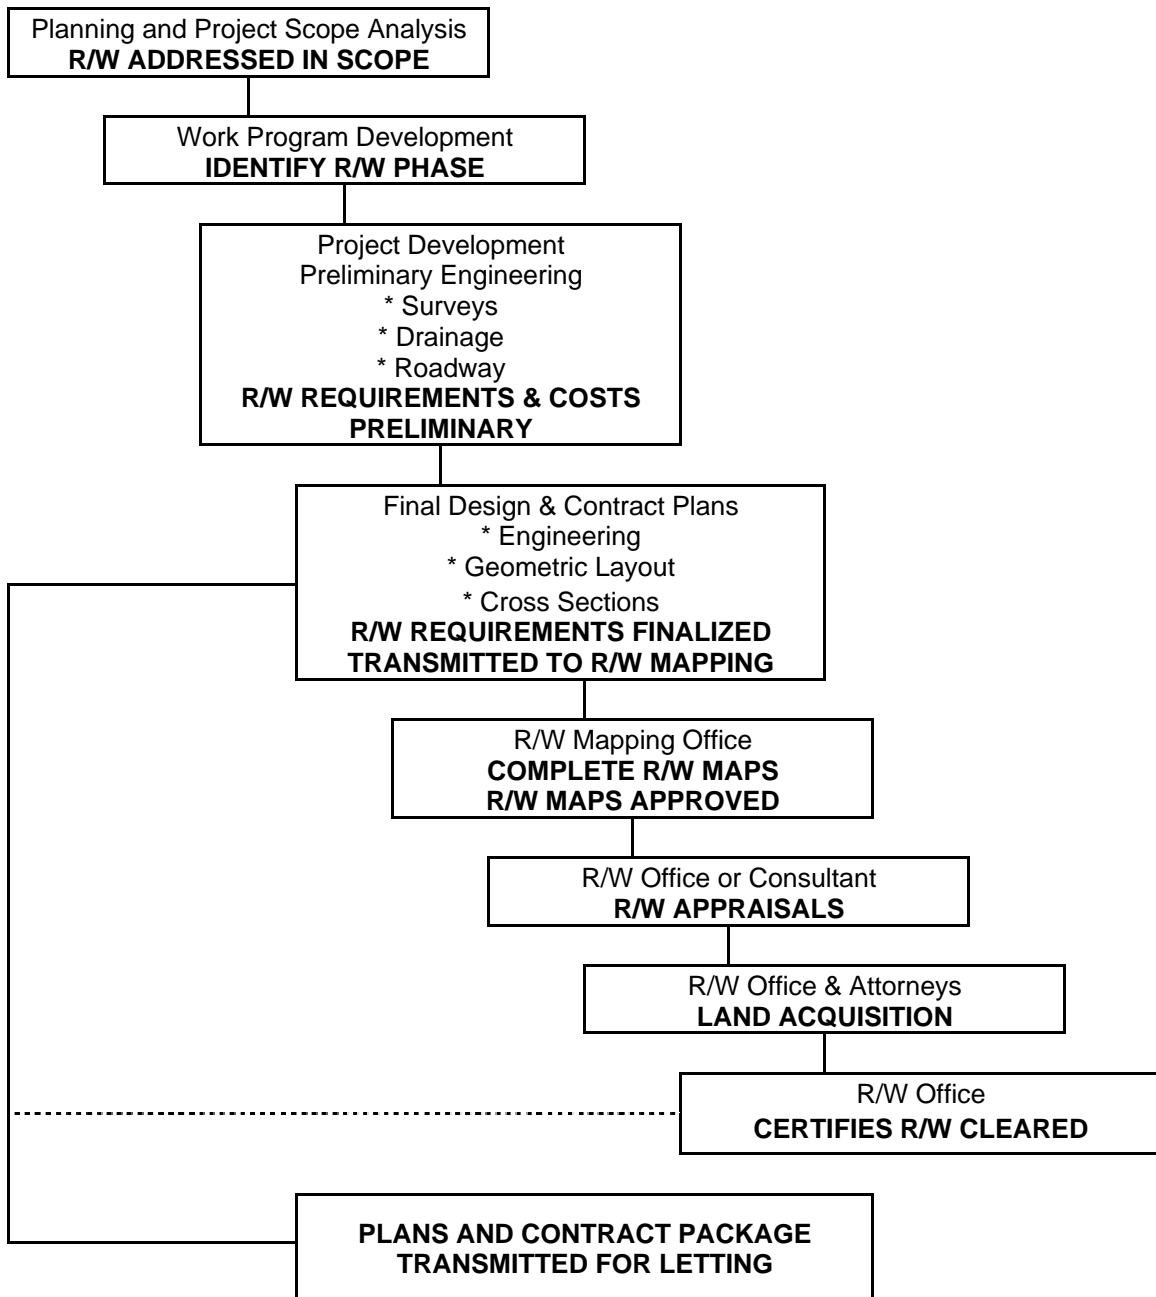 Planning and Project Scope Analysis
R/W ADDRESSED IN SCOPE
Work Program Development
IDENTIFY R/W PHASE
Project Development
Preliminary Engineering
* Surveys
* Drainage
* Roadway
R/W REQUIREMENTS & COSTS
PRELIMINARY
Final Design & Contract Plans
* Engineering
* Geometric Layout
* Cross Sections
R/W REQUIREMENTS FINALIZED
TRANSMITTED TO R/W MAPPING
R/W Mapping Office
COMPLETE R/W MAPS
R/W MAPS APPROVED
R/W Office or Consultant
R/W APPRAISALS
R/W Office & Attorneys
LAND ACQUISITION
R/W Office
CERTIFIES R/W CLEARED
PLANS AND CONTRACT PACKAGE
TRANSMITTED FOR LETTING